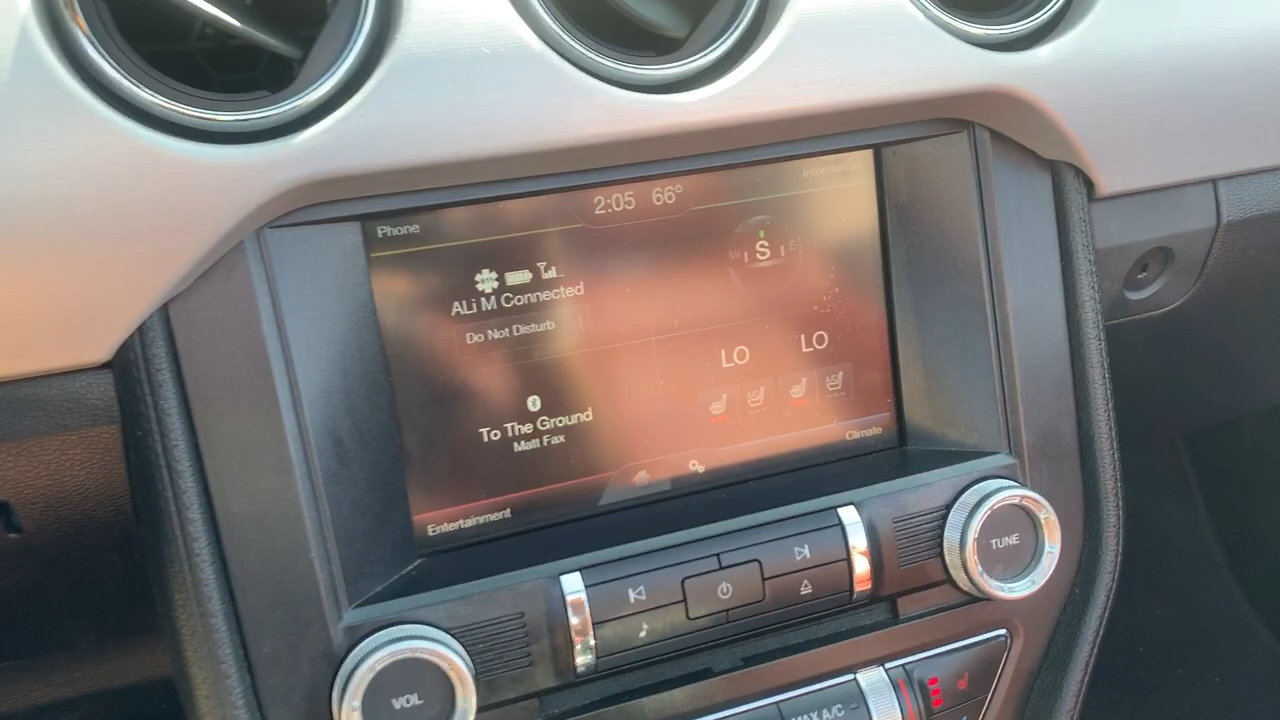 Phone
2:05 66°
Information
W S E
ALi M Connected
Do Not Disturb
LO LO
To The Ground
Matt Fax
Climate
Entertainment
TUNE
VOL
MAX A/C